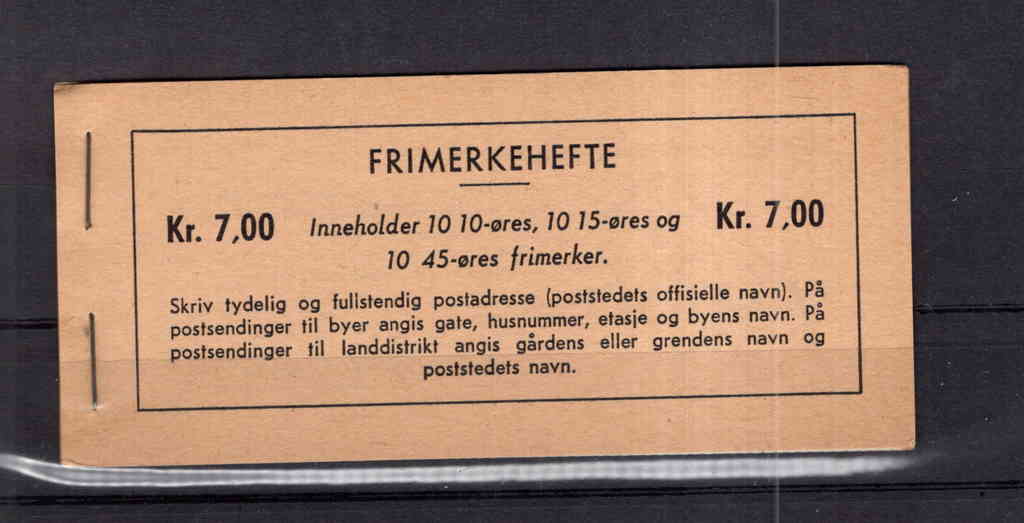 FRIMERKEHEFTE
Kr. 7,00 Inneholder 10 10-øres, 10 15-øres og Kr. 7,00
10 45-øres frimerker.
Skriv tydelig og fullstendig postadresse (poststedets offisielle navn). På
postsendinger til byer angis gate, husnummer, etasje og byens navn. På
postsendinger til landdistrikt angis gårdens eller grendens navn og
poststedets navn.